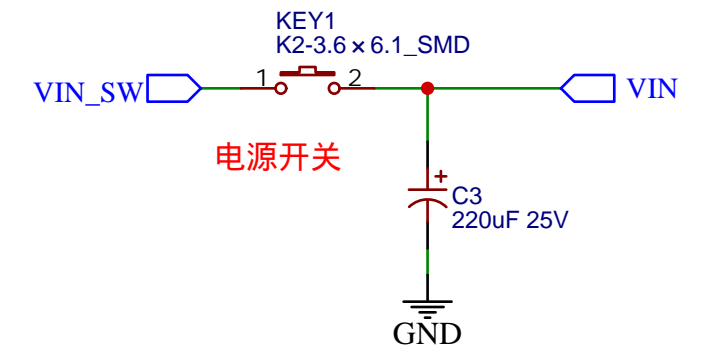 KEY1
K2-3.6×6.1_SMD
1 2
VIN_SW
VIN
电源开关
+
C3
220uF 25V
GND